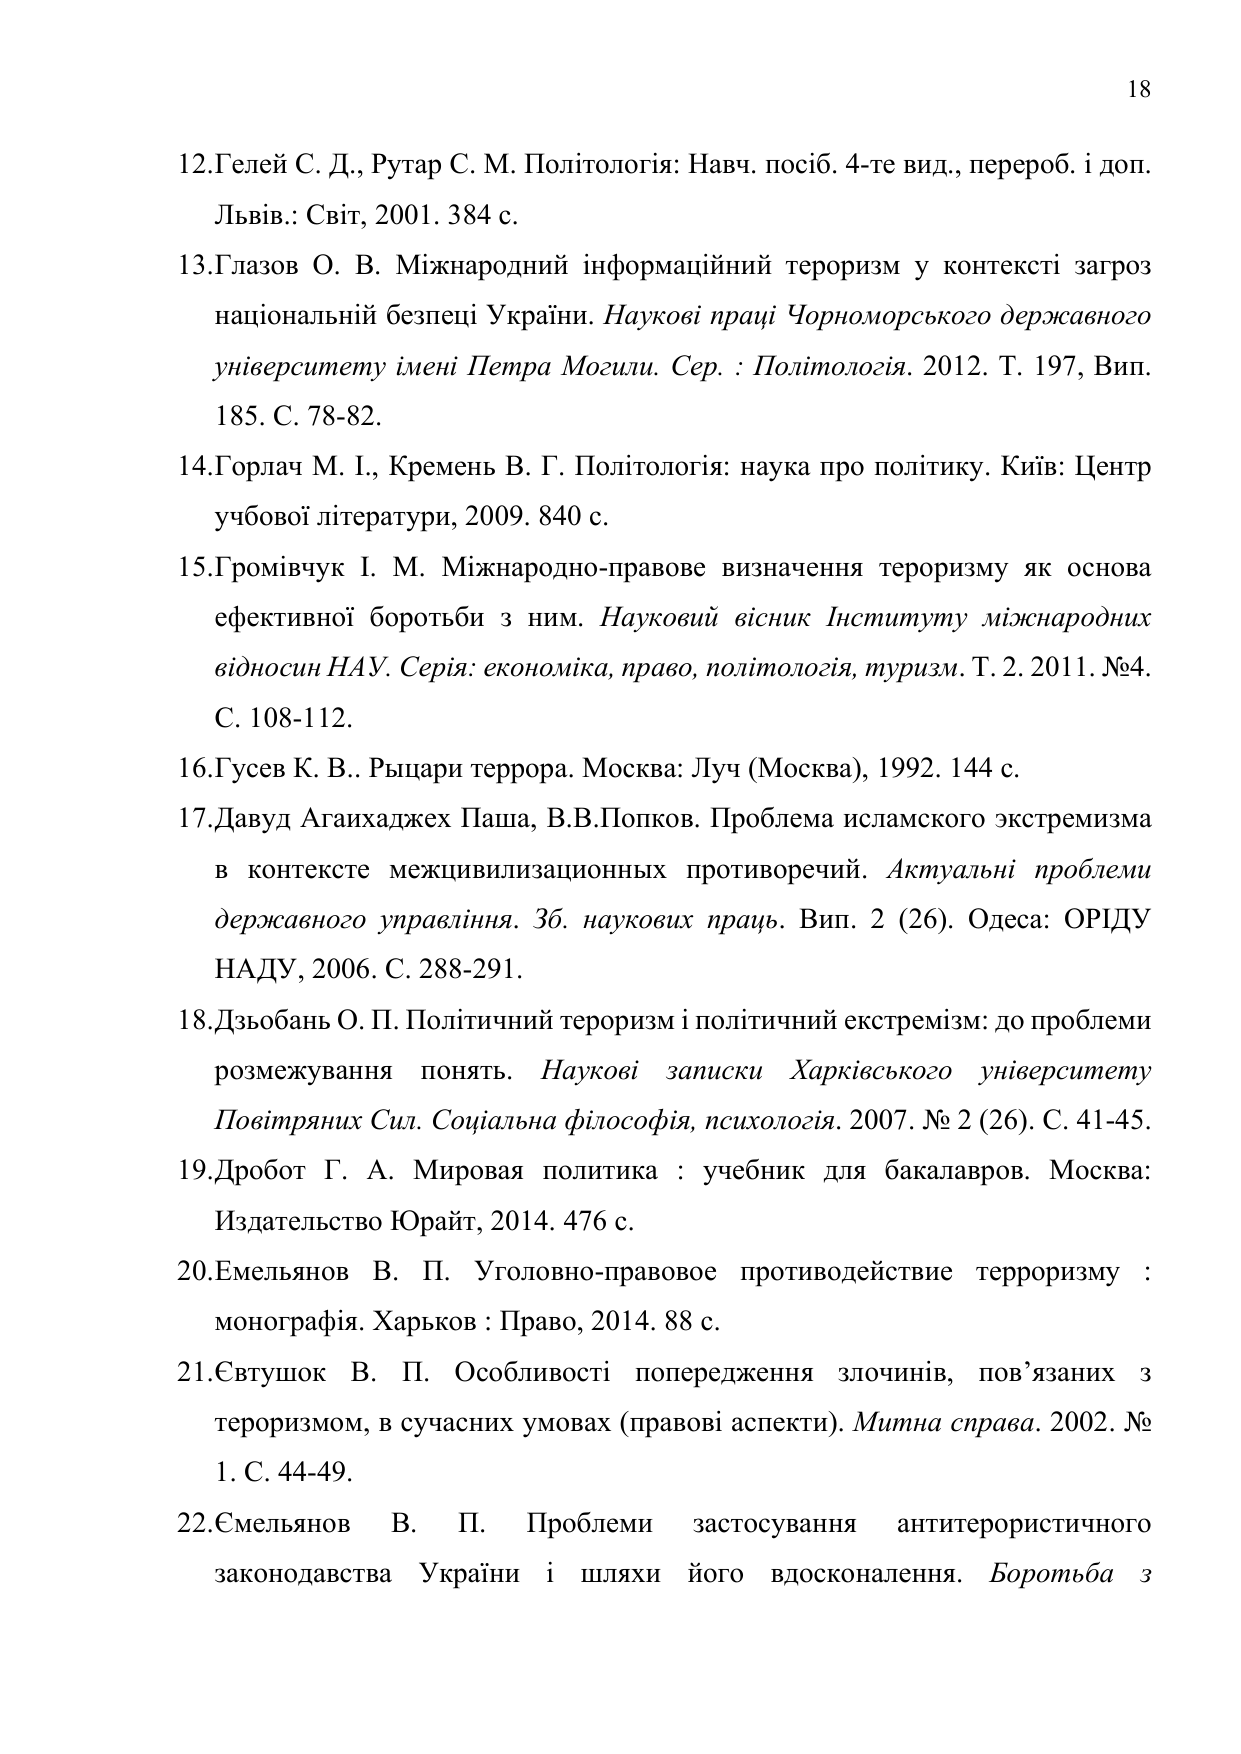 18
12.Гелей С. Д., Рутар С. М. Політологія: Навч. посіб. 4-те вид., перероб. і доп.
Львів.: Світ, 2001. 384 с.
13.Глазов О. В. Міжнародний інформаційний тероризм у контексті загроз
національній безпеці України. Наукові праці Чорноморського державного
університету імені Петра Могили. Сер. : Політологія. 2012. Т. 197, Вип.
185. С. 78-82.
14.Горлач М. І., Кремень В. Г. Політологія: наука про політику. Київ: Центр
учбової літератури, 2009. 840 с.
15.Громівчук І. М. Міжнародно-правове визначення тероризму як основа
ефективної боротьби з ним. Науковий вісник Інституту міжнародних
відносин НАУ. Серія: економіка, право, політологія, туризм. Т. 2. 2011. №4.
С. 108-112.
16.Гусев К. В.. Рыцари террора. Москва: Луч (Москва), 1992. 144 с.
17.Давуд Агаихаджех Паша, В.В.Попков. Проблема исламского экстремизма
в контексте межцивилизационных противоречий. Актуальні проблеми
державного управління. Зб. наукових праць. Вип. 2 (26). Одеса: ОРІДУ
НАДУ, 2006. С. 288-291.
18.Дзьобань О. П. Політичний тероризм і політичний екстремізм: до проблеми
розмежування понять. Наукові записки Харківського університету
Повітряних Сил. Соціальна філософія, психологія. 2007. № 2 (26). С. 41-45.
19.Дробот Г. А. Мировая политика : учебник для бакалавров. Москва:
Издательство Юрайт, 2014. 476 с.
20.Емельянов В. П. Уголовно-правовое противодействие терроризму :
монографія. Харьков : Право, 2014. 88 с.
21.Євтушок В. П. Особливості попередження злочинів, пов’язаних з
тероризмом, в сучасних умовах (правові аспекти). Митна справа. 2002. №
1. С. 44-49.
22.Ємельянов В. П. Проблеми застосування антитерористичного
законодавства України і шляхи його вдосконалення. Боротьба з